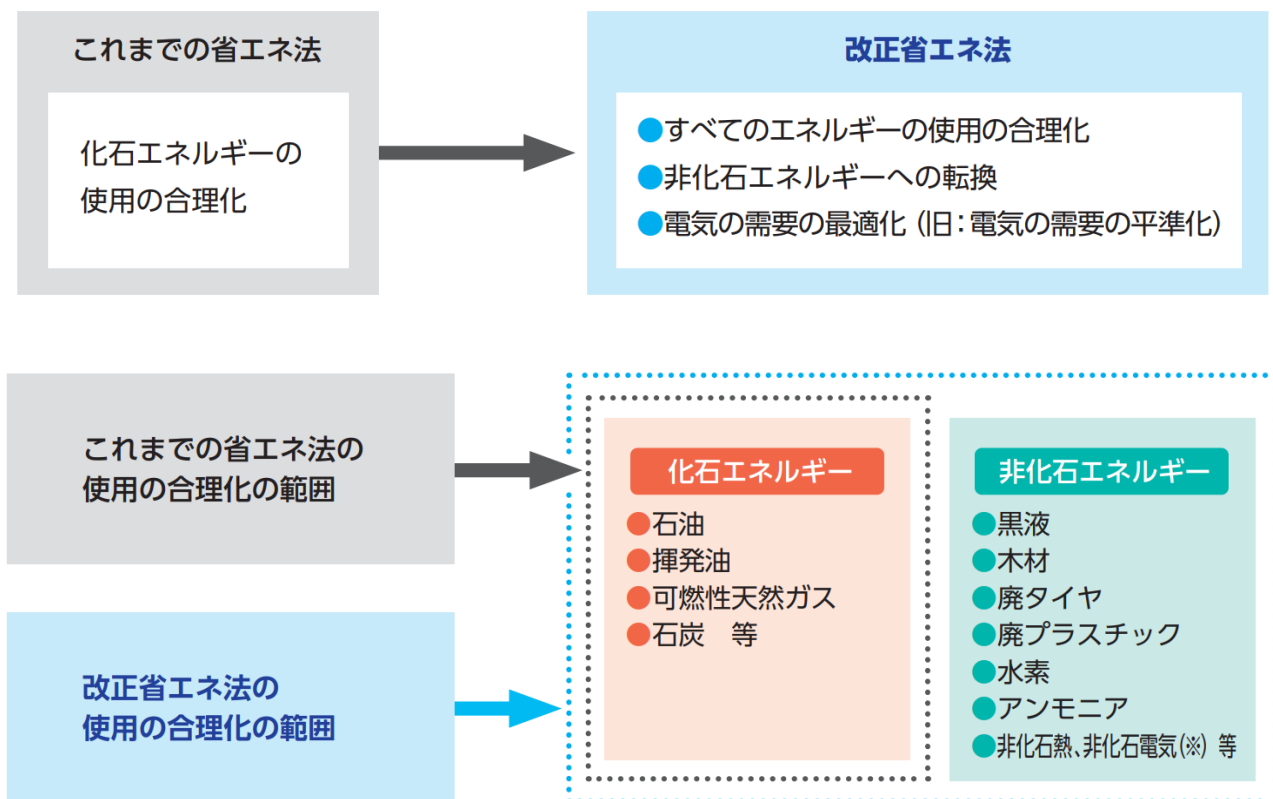 これまでの省エネ法
化石エネルギーの
使用の合理化
改正省エネ法
●すべてのエネルギーの使用の合理化
●非化石エネルギーへの転換
●電気の需要の最適化（旧：電気の需要の平準化）
これまでの省エネ法の
使用の合理化の範囲
改正省エネ法の
使用の合理化の範囲
化石エネルギー
●石油
●揮発油
●可燃性天然ガス
●石炭　等
非化石エネルギー
●黒液
●木材
●廃タイヤ
●廃プラスチック
●水素
●アンモニア
●非化石熱、非化石電気(※) 等